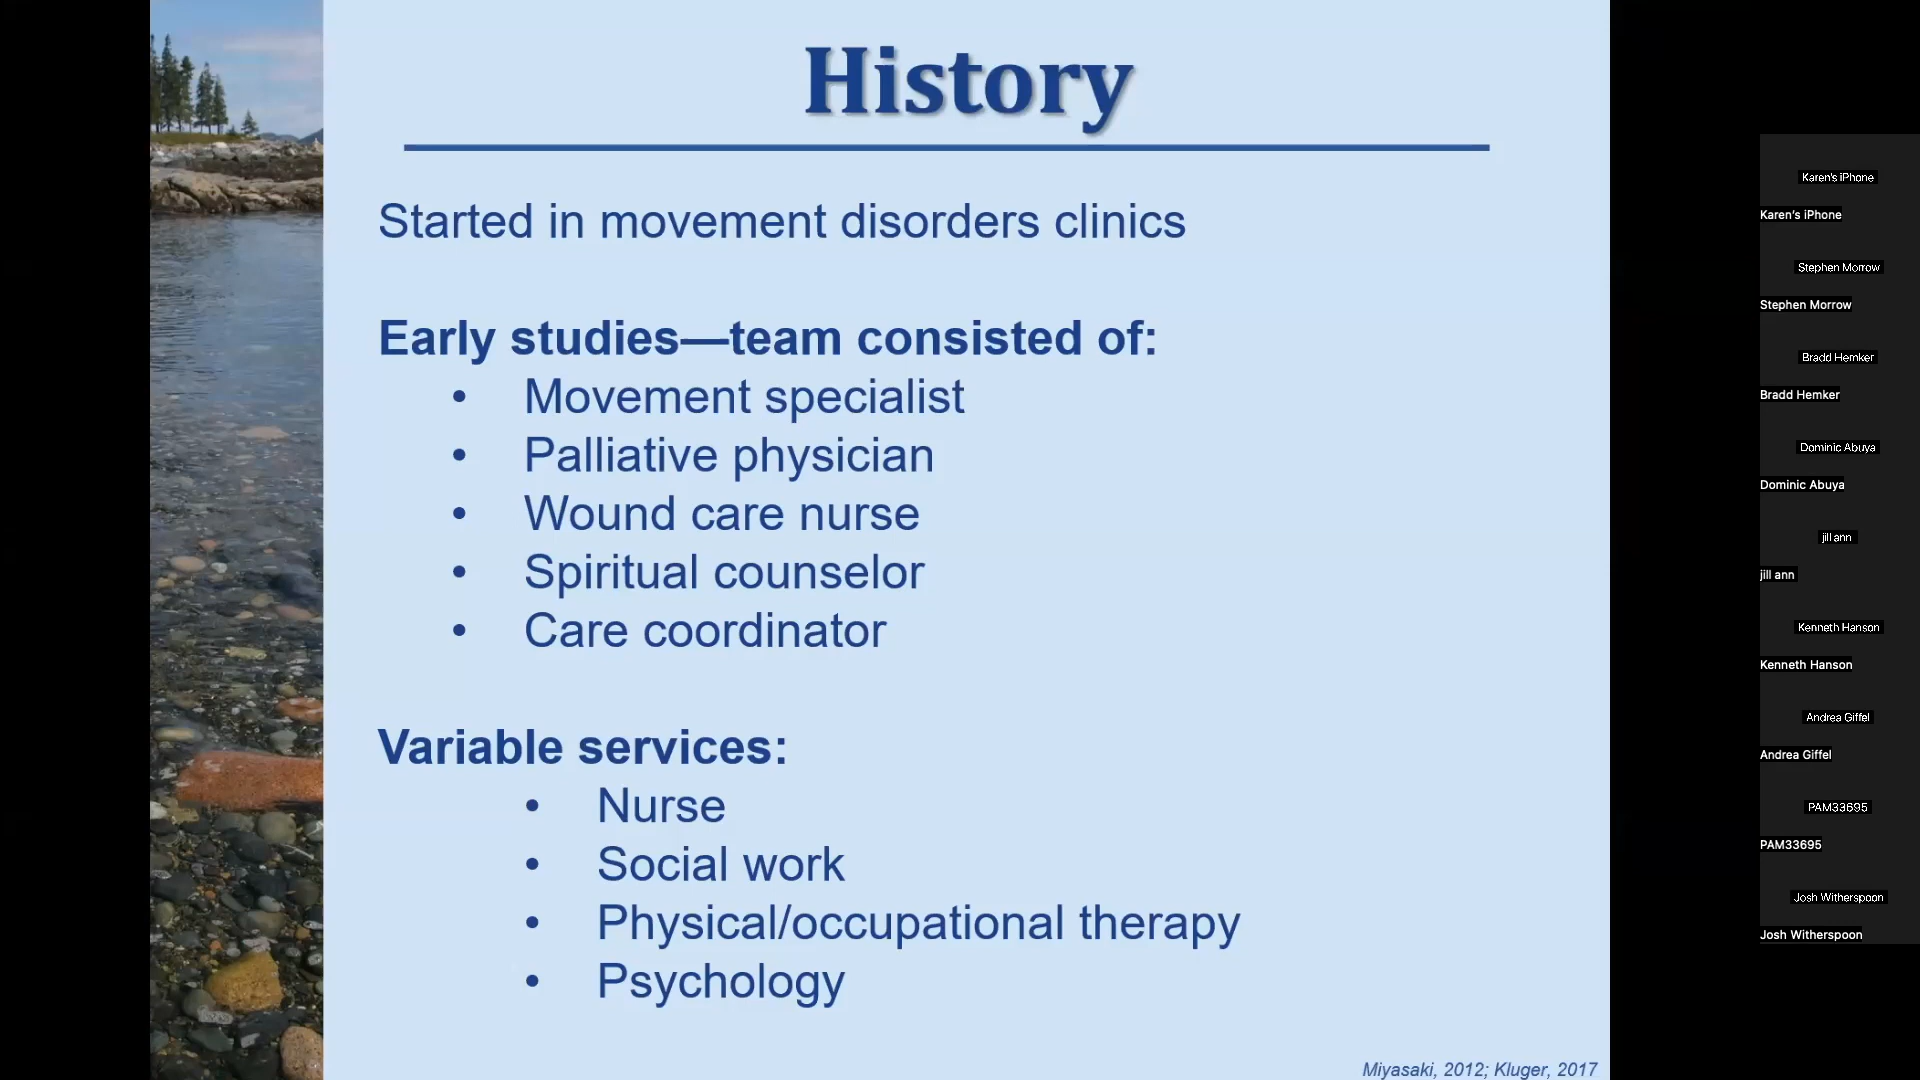 History
Started in movement disorders clinics
Early studies—team consisted of:
• Movement specialist
• Palliative physician
• Wound care nurse
• Spiritual counselor
• Care coordinator
Variable services:
• Nurse
• Social work
• Physical/occupational therapy
• Psychology
Miyasaki, 2012; Kluger, 2017
Karen's iPhone
Karen's iPhone
Stephen Morrow
Stephen Morrow
Bradd Hemker
Bradd Hemker
Dominic Abuya
Dominic Abuya
jill ann
jill ann
Kenneth Hanson
Kenneth Hanson
Andrea Giffel
Andrea Giffel
PAM33695
PAM33695
Josh Witherspoon
Josh Witherspoon